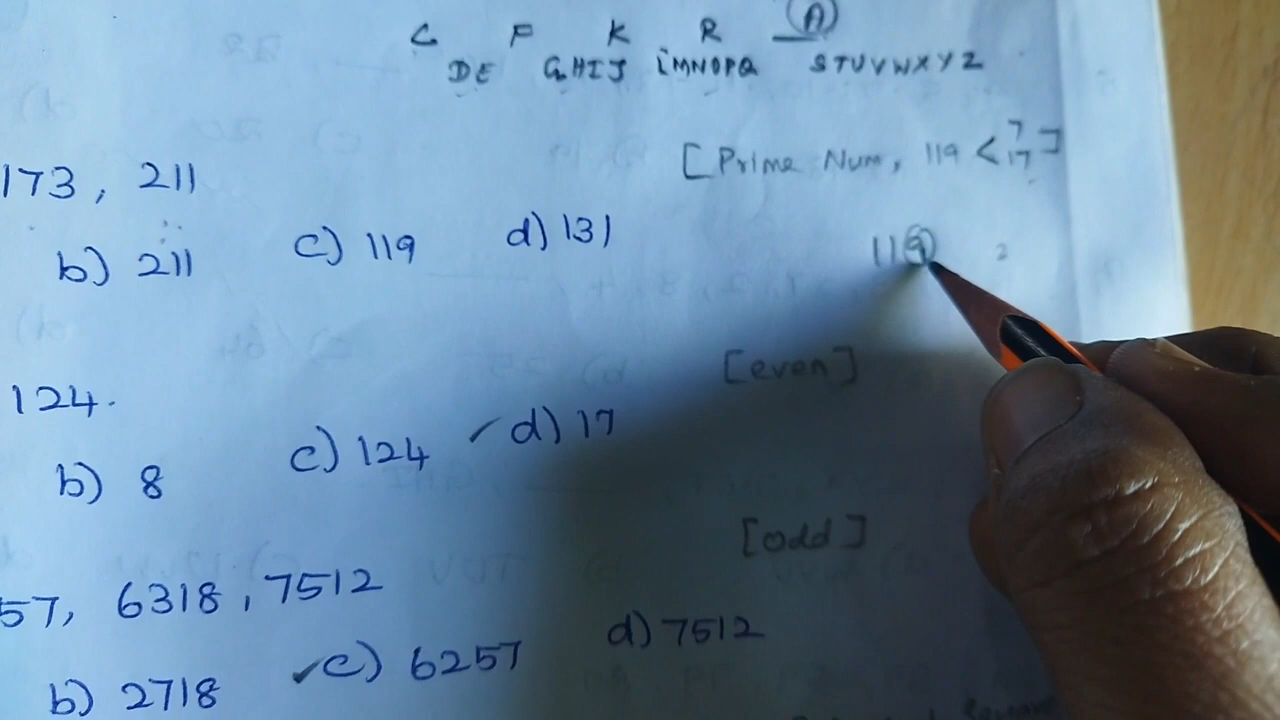 C F K R A
DE GHIJ LMNOPQ STUVWXYZ
[Prime Num, 119 < 7 17]
173, 211
b) 211 c) 119 d) 131
119
[even]
124.
b) 8 c) 124 ✓ d) 17
[odd]
57, 6318, 7512
b) 2718 ✓ c) 6257 d) 7512